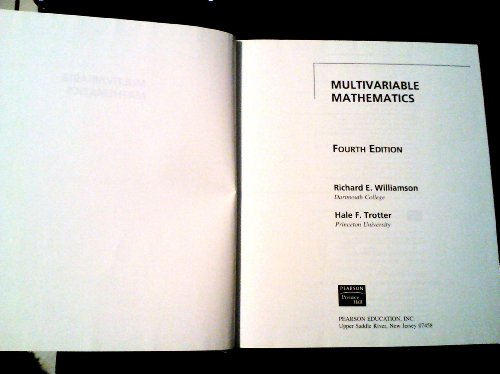 MULTIVARIABLE
MATHEMATICS
FOURTH EDITION
Richard E. Williamson
Dartmouth College
Hale F. Trotter
Princeton University
PEARSON
Prentice
Hall
PEARSON EDUCATION, INC.
Upper Saddle River, New Jersey 07458